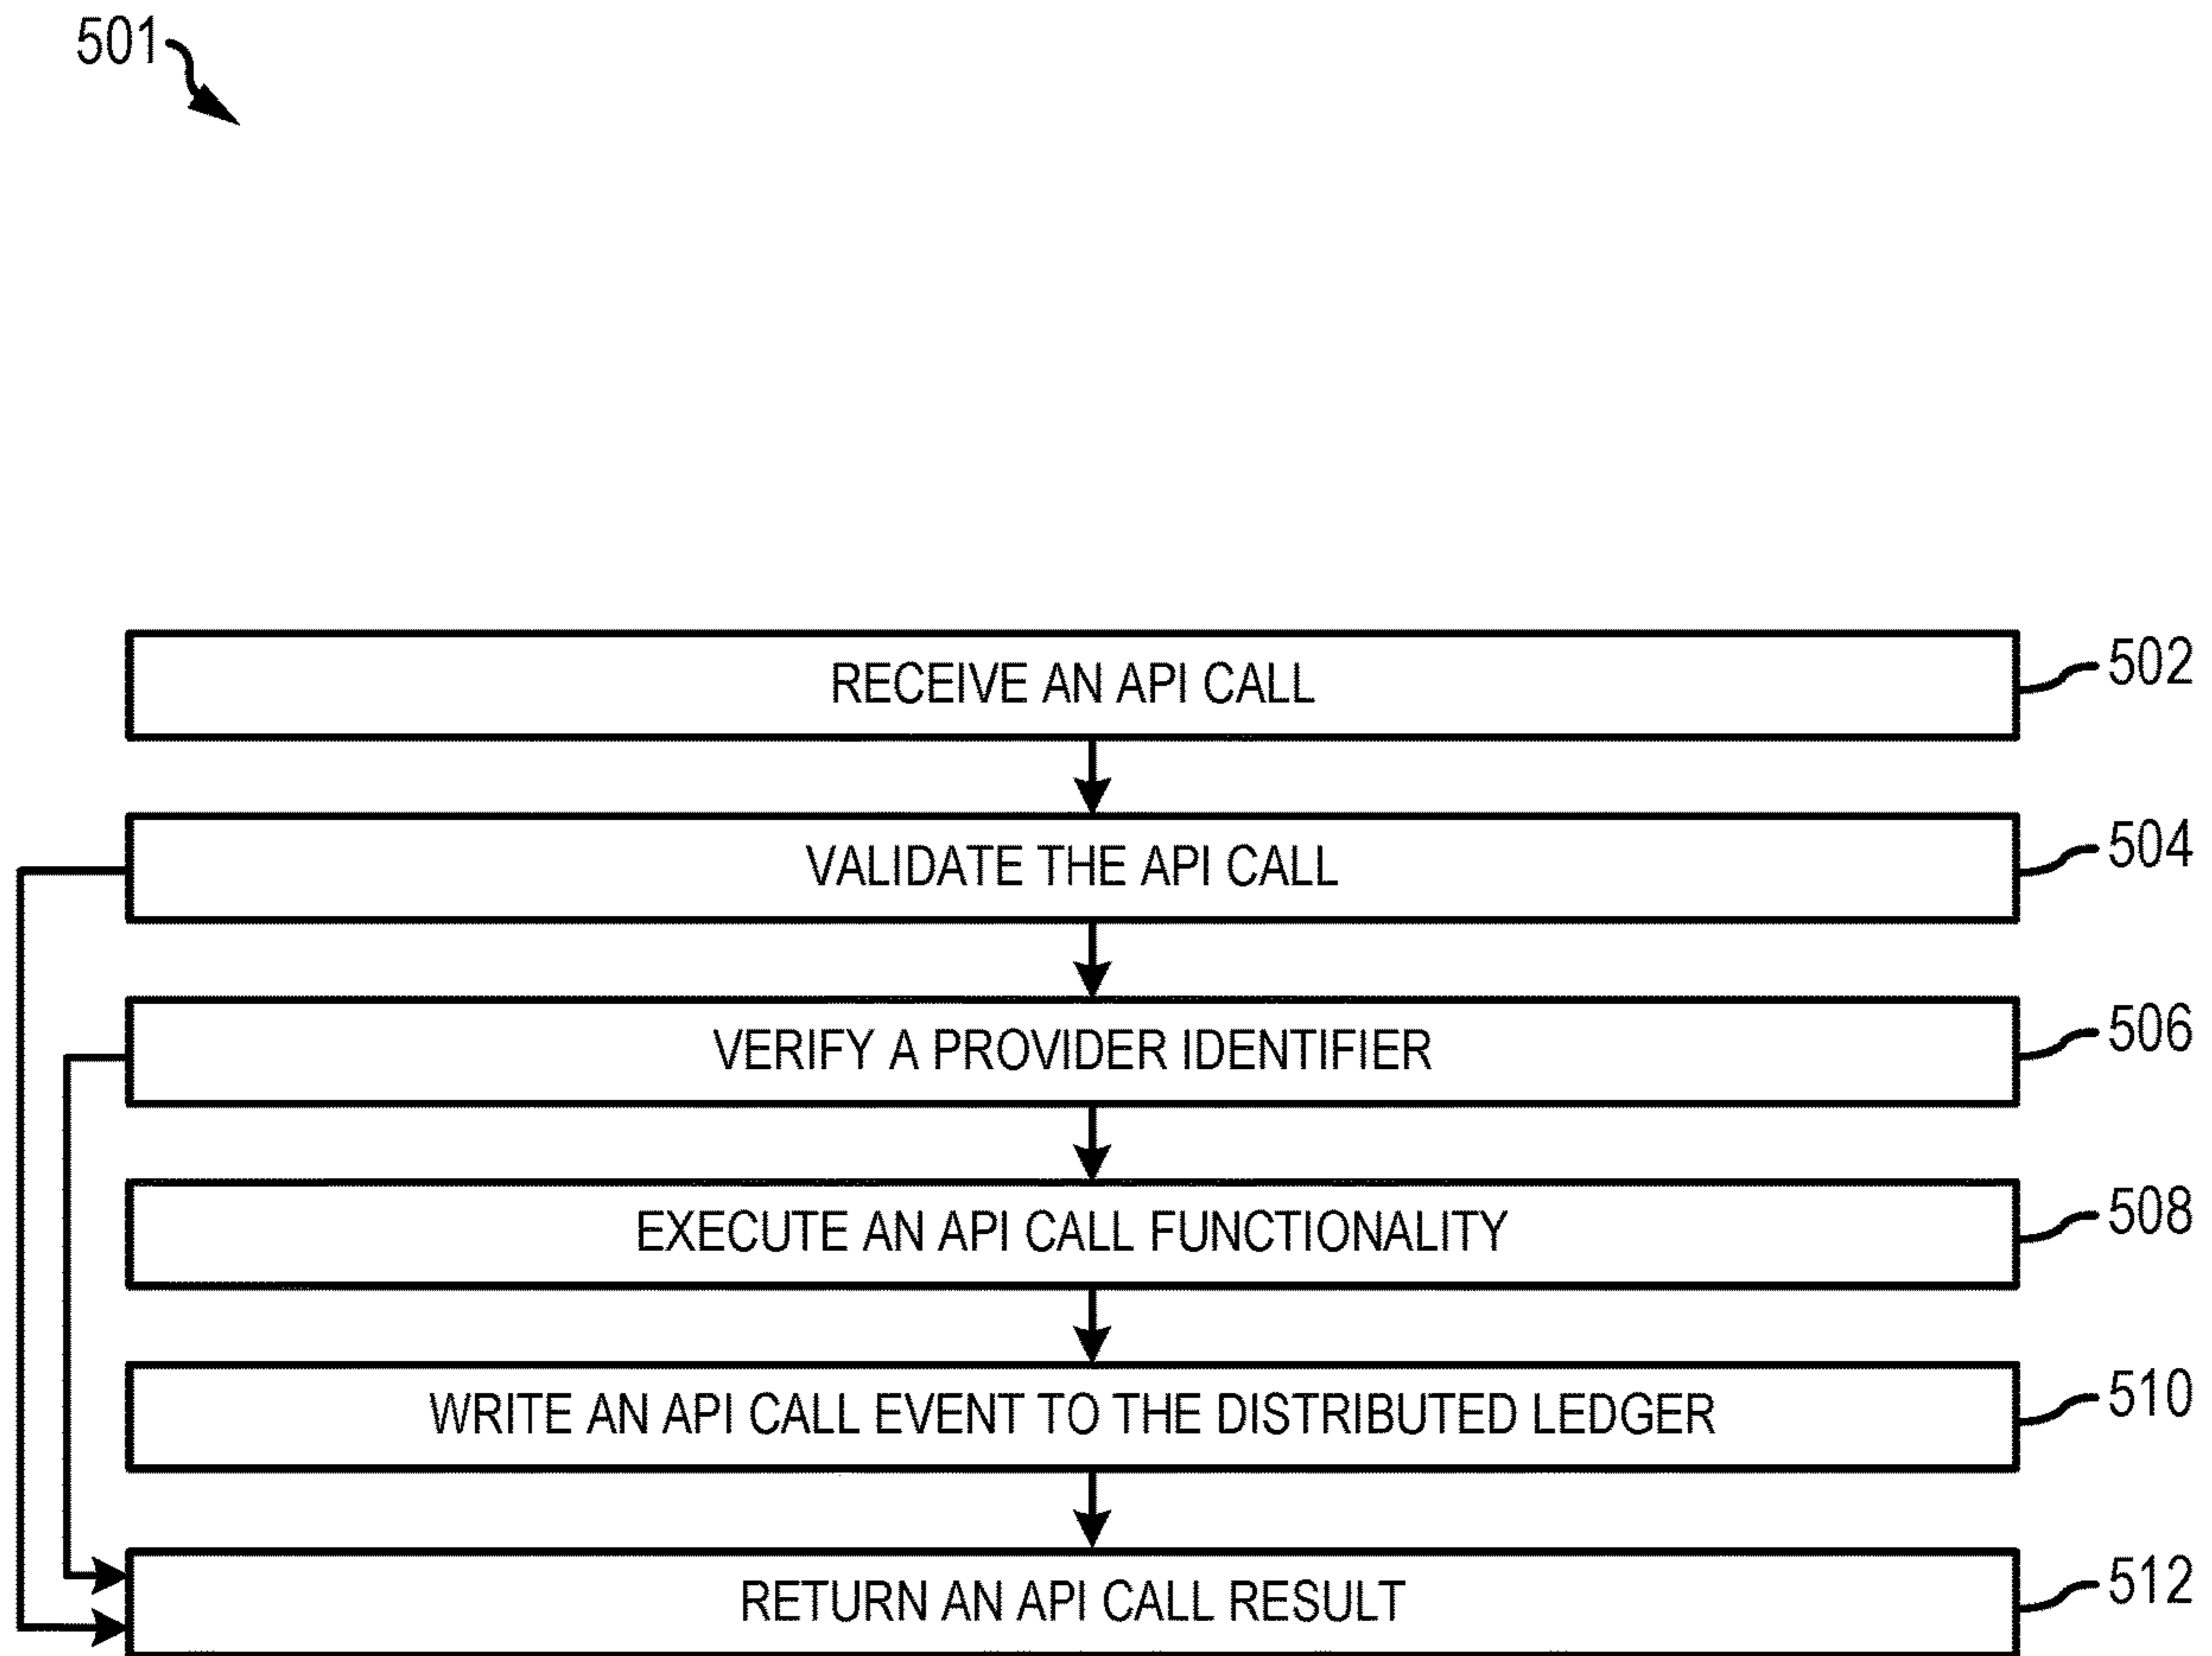 501
RECEIVE AN API CALL
502
VALIDATE THE API CALL
504
VERIFY A PROVIDER IDENTIFIER
506
EXECUTE AN API CALL FUNCTIONALITY
508
WRITE AN API CALL EVENT TO THE DISTRIBUTED LEDGER
510
RETURN AN API CALL RESULT
512